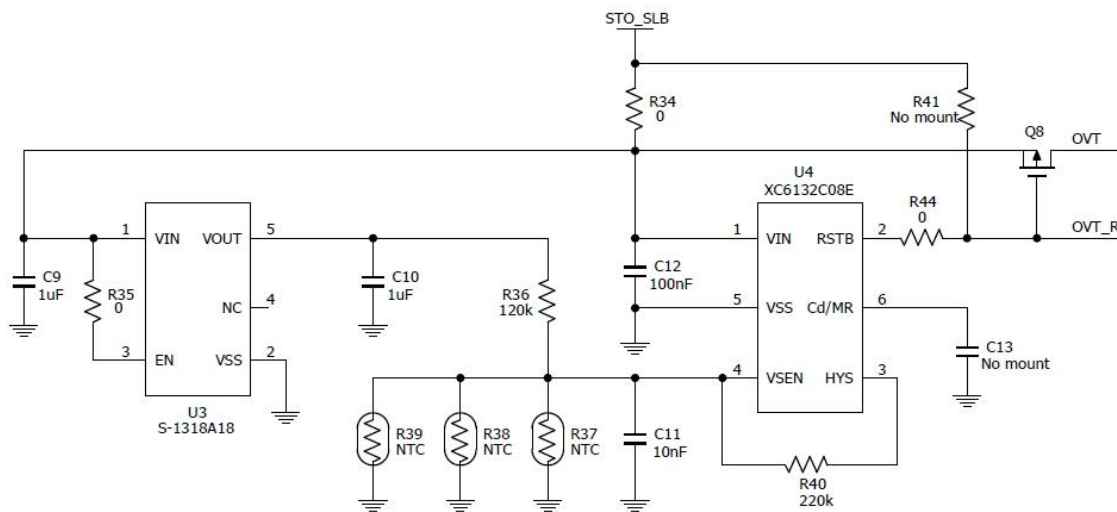 STO_SLB
R34
0
R41
No mount
Q8
OVT
U4
XC6132C08E
R44
0
OVT_R
1
VIN
VOUT
5
1
VIN
RSTB
2
C9
1uF
R35
0
C10
1uF
R36
120k
C12
100nF
NC
4
5
VSS
Cd/MR
6
3
EN
VSS
2
C13
No mount
4
VSEN
HYS
3
U3
S-1318A18
R39
NTC
R38
NTC
R37
NTC
C11
10nF
R40
220k